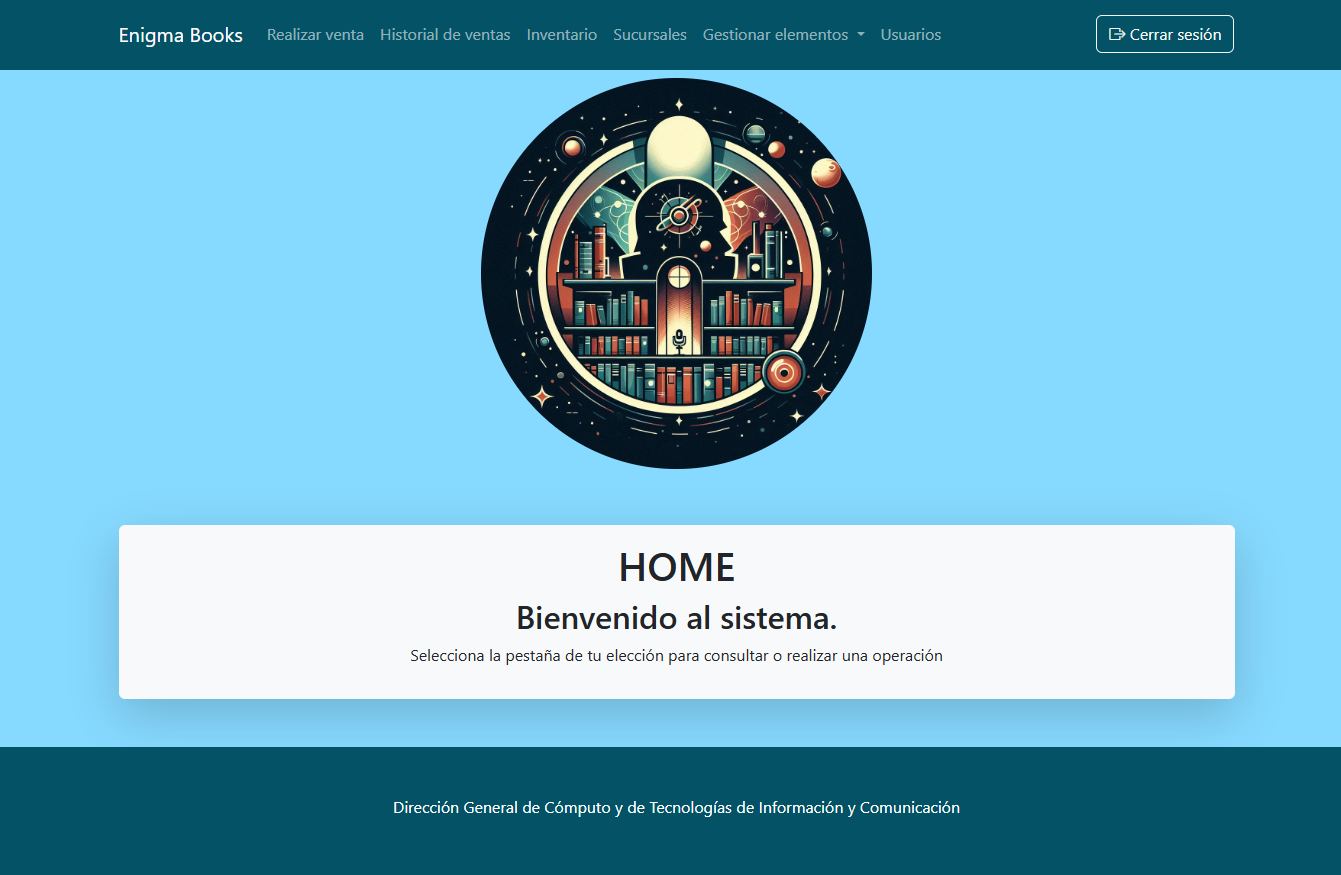 Enigma Books Realizar venta Historial de ventas Inventario Sucursales Gestionar elementos Usuarios Cerrar sesión
HOME
Bienvenido al sistema.
Selecciona la pestaña de tu elección para consultar o realizar una operación
Dirección General de Cómputo y de Tecnologías de Información y Comunicación